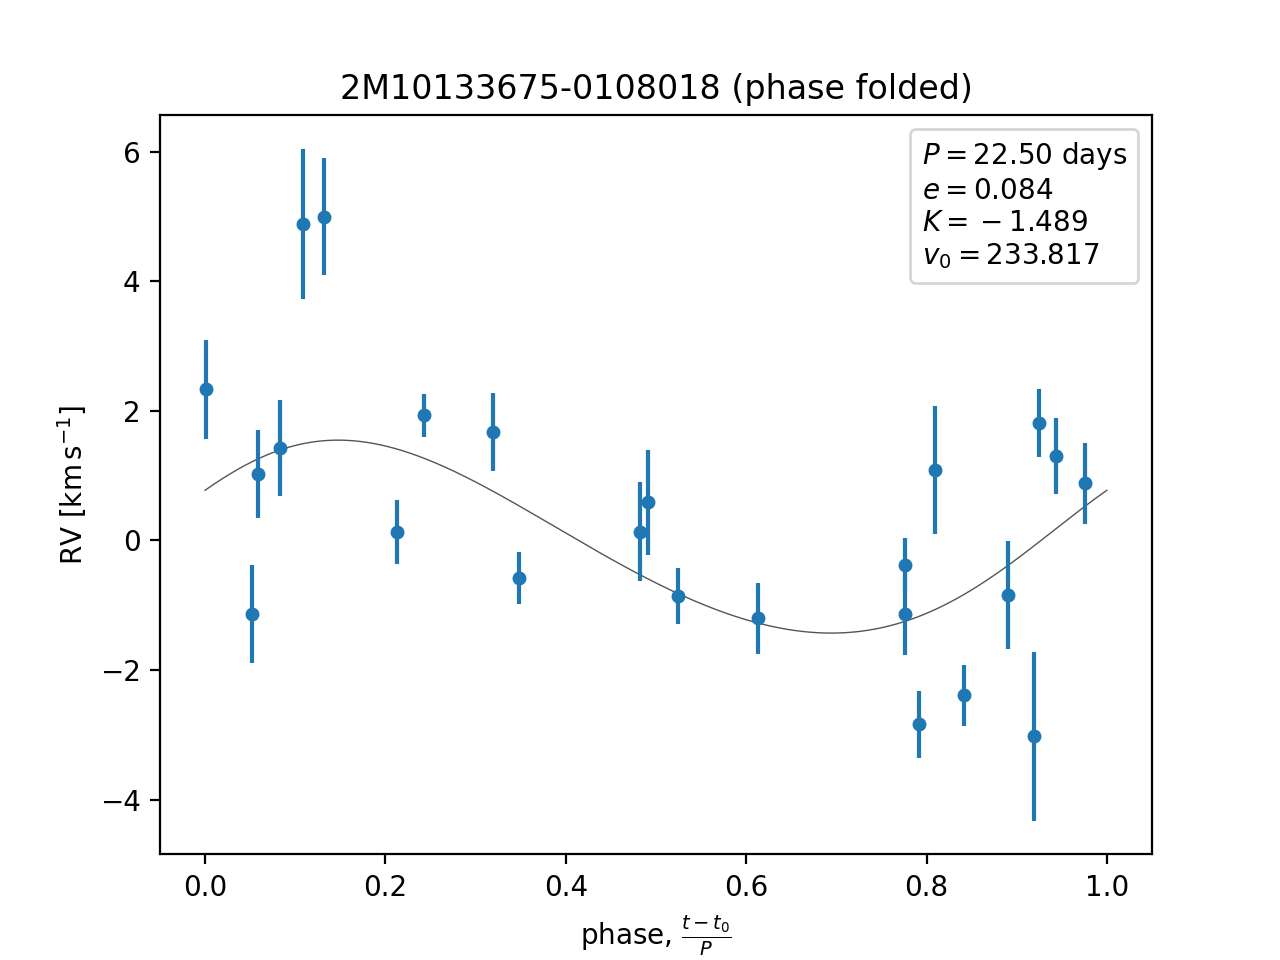 2M10133675-0108018 (phase folded)
P = 22.50 days
e = 0.084
K = −1.489
v₀ = 233.817
6
4
2
0
−2
−4
RV [km s⁻¹]
0.0 0.2 0.4 0.6 0.8 1.0
phase, (t − t₀)/P